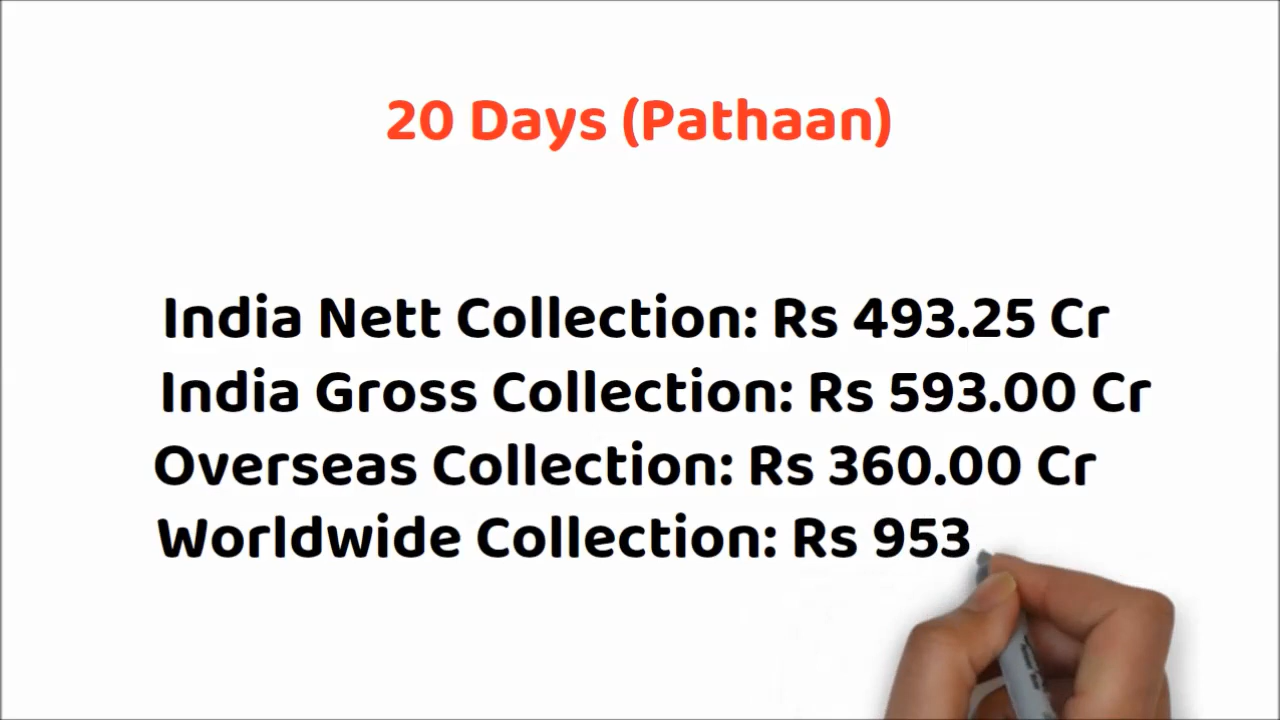 20 Days (Pathaan)
India Nett Collection: Rs 493.25 Cr
India Gross Collection: Rs 593.00 Cr
Overseas Collection: Rs 360.00 Cr
Worldwide Collection: Rs 953